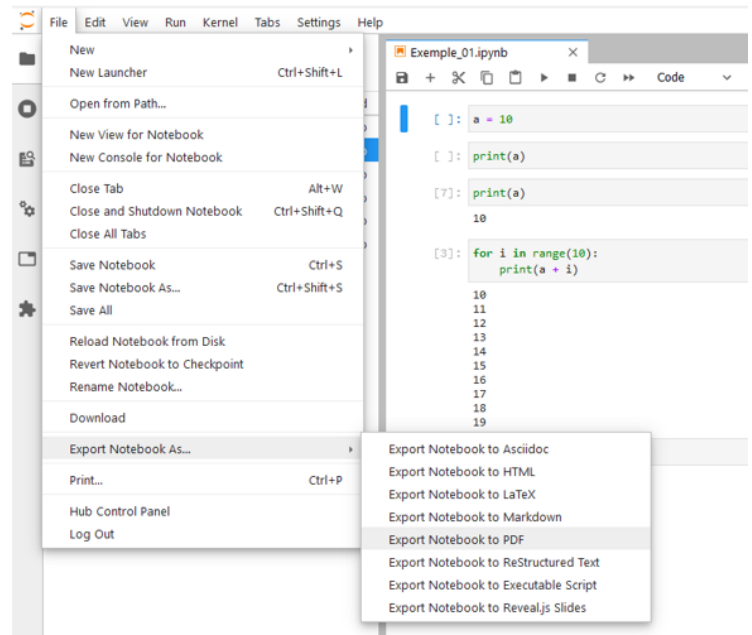 File Edit View Run Kernel Tabs Settings Help
New
New Launcher Ctrl+Shift+L
Open from Path...
New View for Notebook
New Console for Notebook
Close Tab Alt+W
Close and Shutdown Notebook Ctrl+Shift+Q
Close All Tabs
Save Notebook Ctrl+S
Save Notebook As... Ctrl+Shift+S
Save All
Reload Notebook from Disk
Revert Notebook to Checkpoint
Rename Notebook...
Download
Export Notebook As...
Print... Ctrl+P
Hub Control Panel
Log Out
Export Notebook to Asciidoc
Export Notebook to HTML
Export Notebook to LaTeX
Export Notebook to Markdown
Export Notebook to PDF
Export Notebook to ReStructured Text
Export Notebook to Executable Script
Export Notebook to Reveal.js Slides
Exemple_01.ipynb
Code
[ ]: a = 10
[ ]: print(a)
[7]: print(a)
10
[3]: for i in range(10):
print(a + i)
10
11
12
13
14
15
16
17
18
19